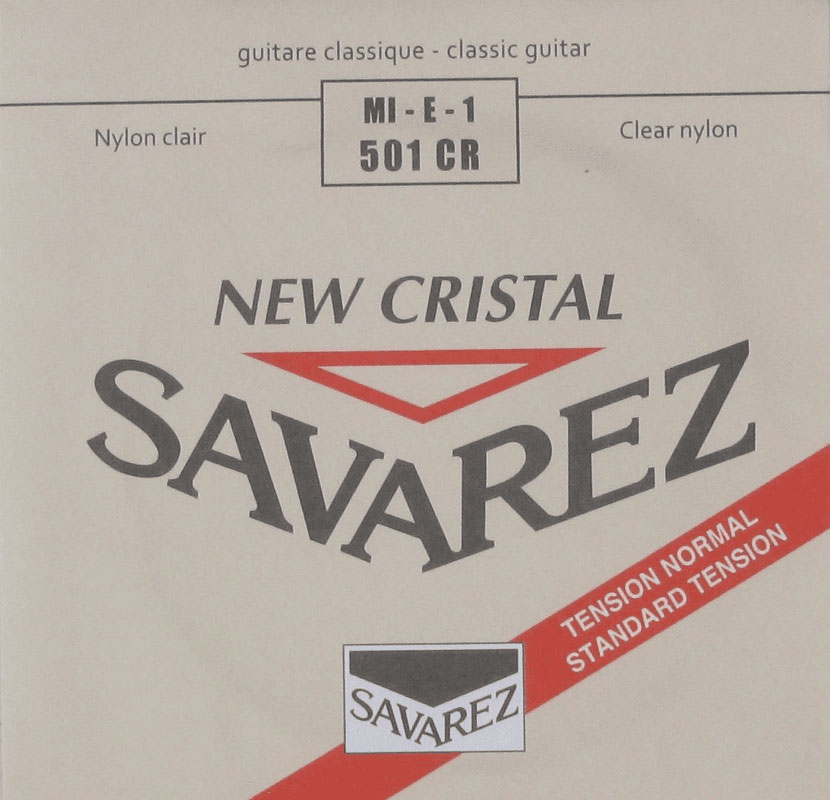 guitare classique - classic guitar
MI - E - 1
501 CR
Nylon clair
Clear nylon
NEW CRISTAL
SAVAREZ
TENSION NORMAL
STANDARD TENSION
SAVAREZ